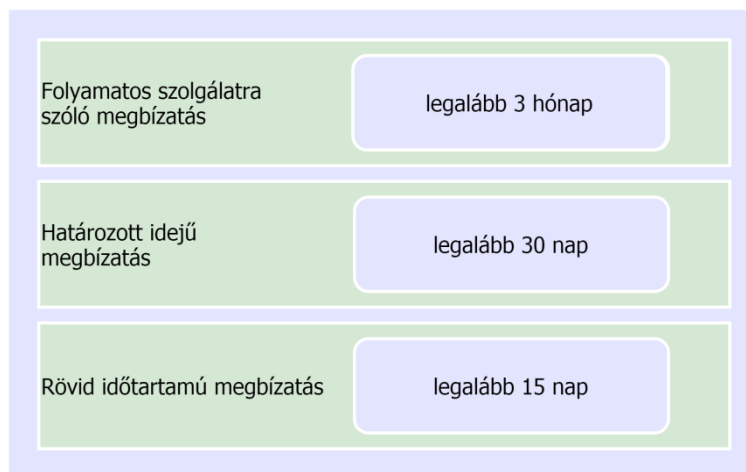 Folyamatos szolgálatra
szóló megbízatás
legalább 3 hónap
Határozott idejű
megbízatás
legalább 30 nap
Rövid időtartamú megbízatás
legalább 15 nap